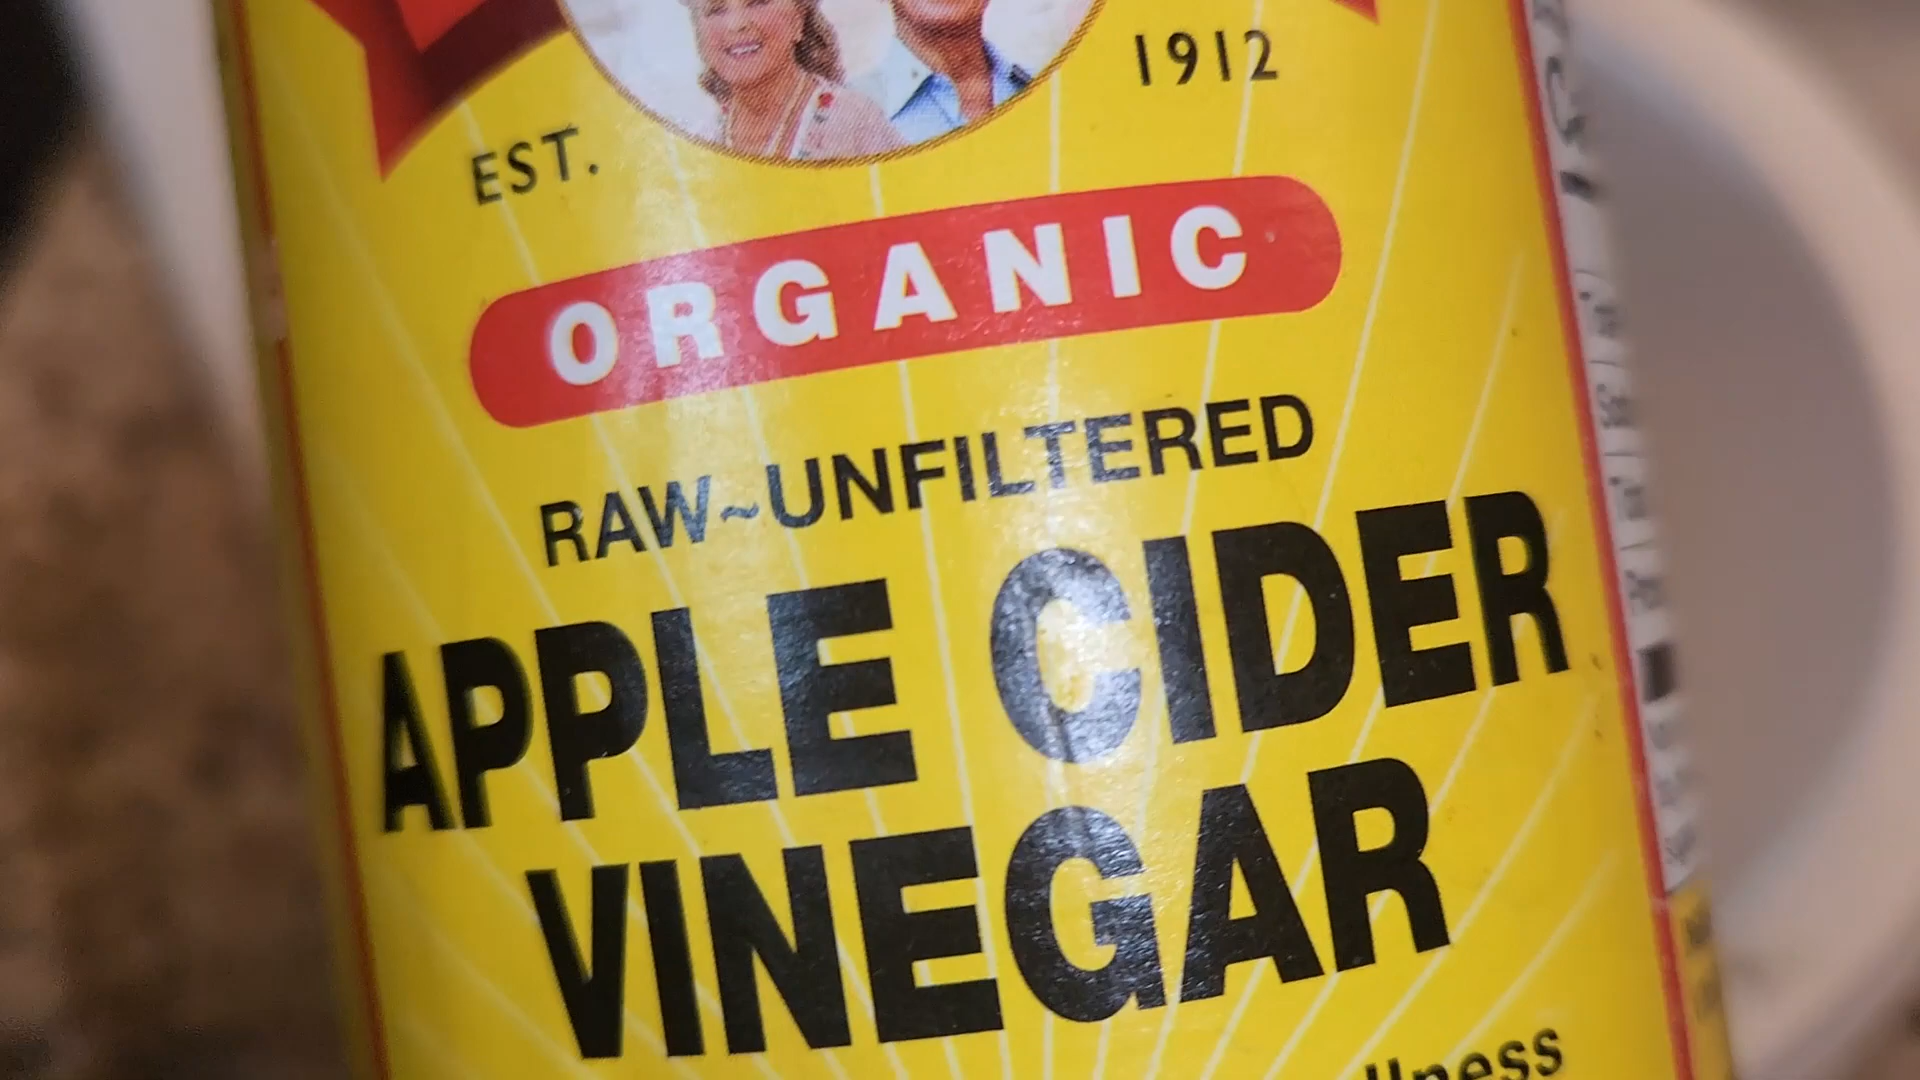 EST. 1912
ORGANIC
RAW~UNFILTERED
APPLE CIDER
VINEGAR